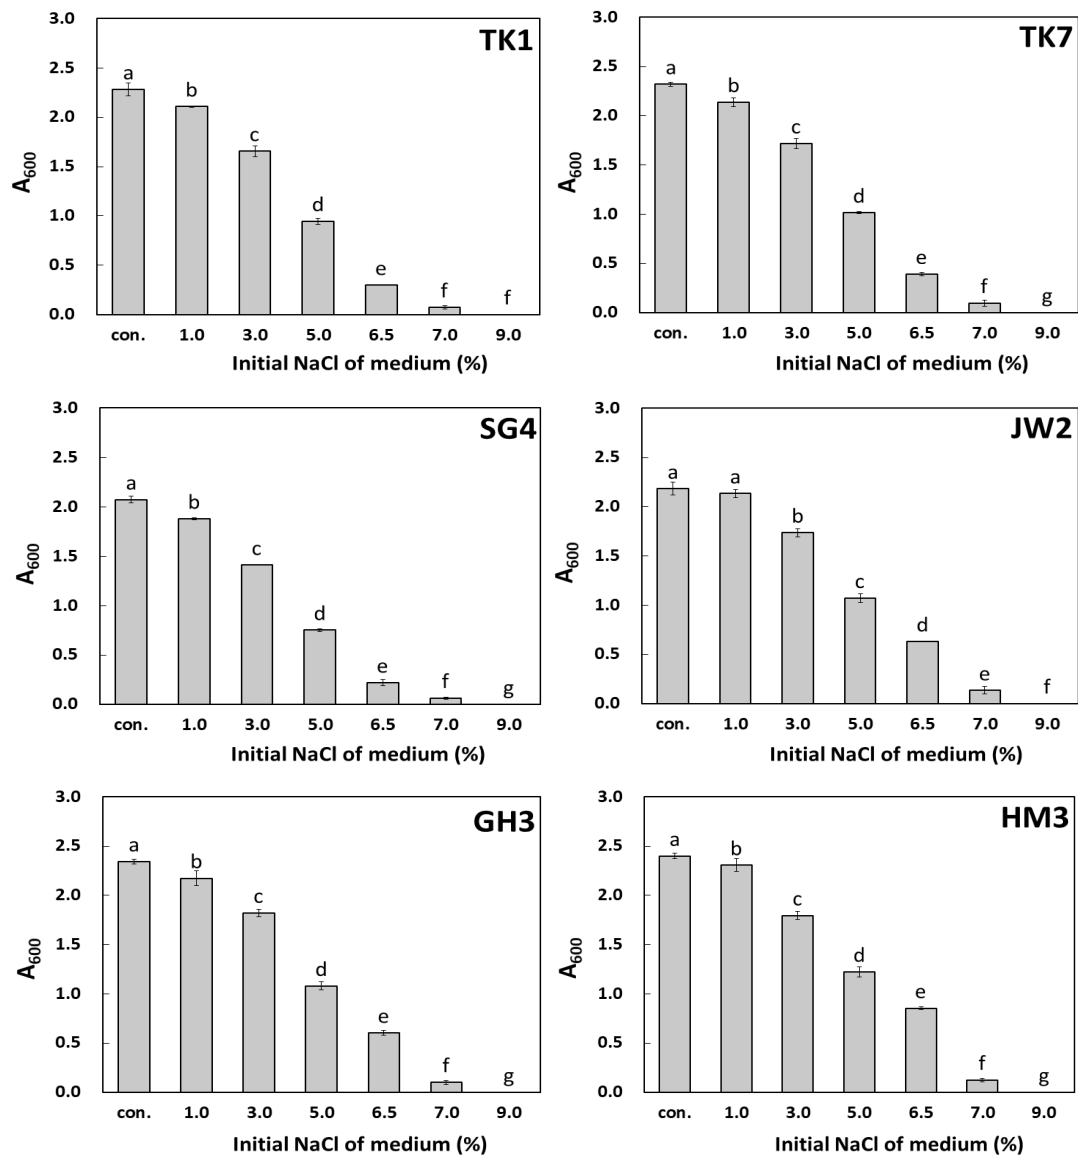 TK1
A600
3.0
2.5
2.0
1.5
1.0
0.5
0.0
a b c d e f f
con. 1.0 3.0 5.0 6.5 7.0 9.0
Initial NaCl of medium (%)
TK7
A600
3.0
2.5
2.0
1.5
1.0
0.5
0.0
a b c d e f g
con. 1.0 3.0 5.0 6.5 7.0 9.0
Initial NaCl of medium (%)
SG4
A600
3.0
2.5
2.0
1.5
1.0
0.5
0.0
a b c d e f g
con. 1.0 3.0 5.0 6.5 7.0 9.0
Initial NaCl of medium (%)
JW2
A600
3.0
2.5
2.0
1.5
1.0
0.5
0.0
a a b c d e f
con. 1.0 3.0 5.0 6.5 7.0 9.0
Initial NaCl of medium (%)
GH3
A600
3.0
2.5
2.0
1.5
1.0
0.5
0.0
a b c d e f g
con. 1.0 3.0 5.0 6.5 7.0 9.0
Initial NaCl of medium (%)
HM3
A600
3.0
2.5
2.0
1.5
1.0
0.5
0.0
a b c d e f g
con. 1.0 3.0 5.0 6.5 7.0 9.0
Initial NaCl of medium (%)